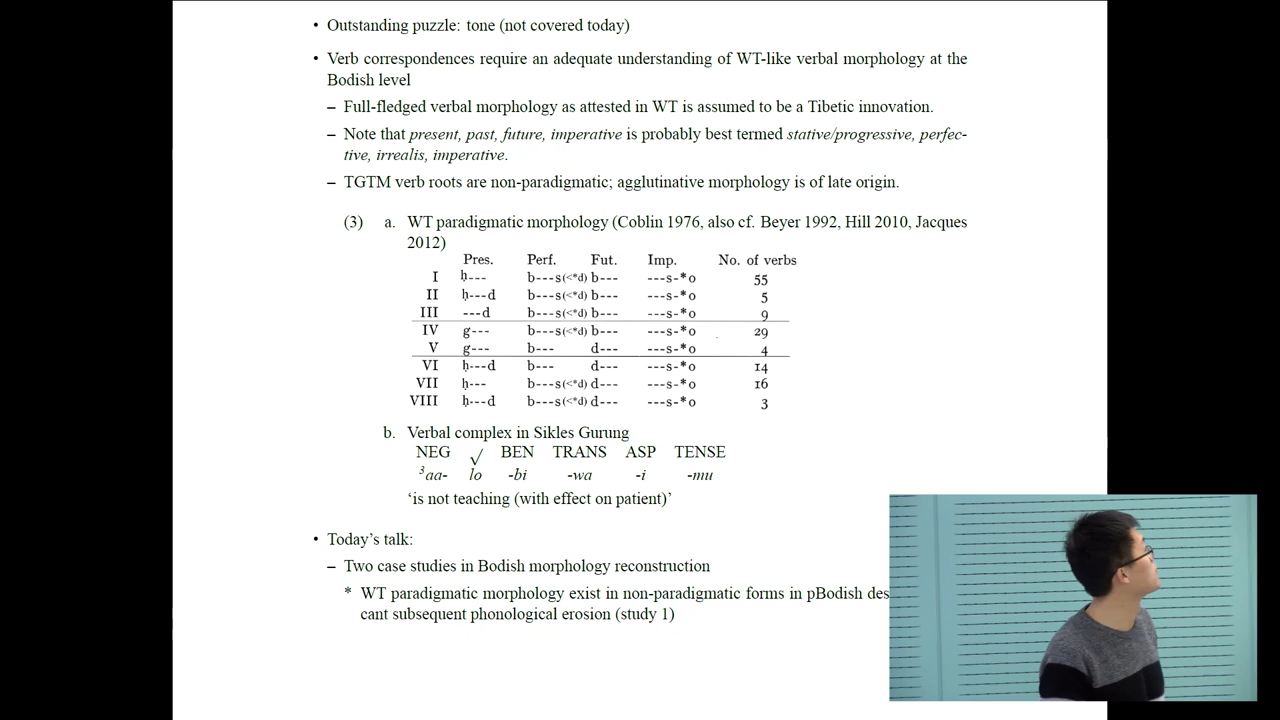 • Outstanding puzzle: tone (not covered today)
• Verb correspondences require an adequate understanding of WT-like verbal morphology at the
Bodish level
– Full-fledged verbal morphology as attested in WT is assumed to be a Tibetic innovation.
– Note that present, past, future, imperative is probably best termed stative/progressive, perfec-
tive, irrealis, imperative.
– TGTM verb roots are non-paradigmatic; agglutinative morphology is of late origin.
(3) a. WT paradigmatic morphology (Coblin 1976, also cf. Beyer 1992, Hill 2010, Jacques
2012)
Pres. Perf. Fut. Imp. No. of verbs
I ḥ--- b---s(<*d) b--- ---s-*o 55
II ḥ---d b---s(<*d) b--- ---s-*o 5
III ---d b---s(<*d) b--- ---s-*o 9
IV g--- b---s(<*d) b--- ---s-*o 29
V g--- b--- d--- ---s-*o 4
VI ḥ---d b--- d--- ---s-*o 14
VII ḥ--- b---s(<*d) d--- ---s-*o 16
VIII ḥ---d b---s(<*d) d--- ---s-*o 3
b. Verbal complex in Sikles Gurung
NEG √ BEN TRANS ASP TENSE
³aa- lo -bi -wa -i -mu
‘is not teaching (with effect on patient)’
• Today’s talk:
– Two case studies in Bodish morphology reconstruction
* WT paradigmatic morphology exist in non-paradigmatic forms in pBodish des
cant subsequent phonological erosion (study 1)